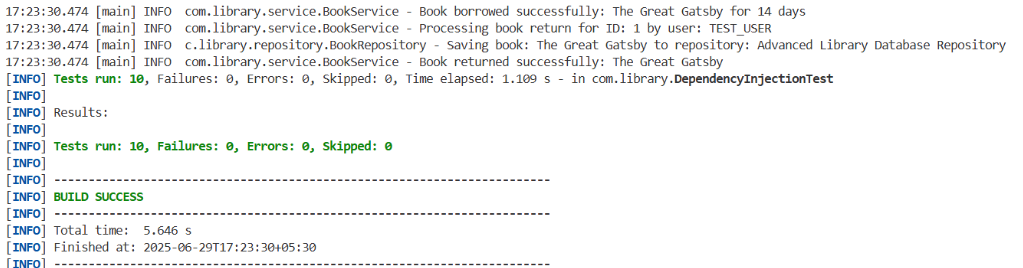 17:23:30.474 [main] INFO  com.library.service.BookService - Book borrowed successfully: The Great Gatsby for 14 days
17:23:30.474 [main] INFO  com.library.service.BookService - Processing book return for ID: 1 by user: TEST_USER
17:23:30.474 [main] INFO  c.library.repository.BookRepository - Saving book: The Great Gatsby to repository: Advanced Library Database Repository
17:23:30.474 [main] INFO  com.library.service.BookService - Book returned successfully: The Great Gatsby
[INFO] Tests run: 10, Failures: 0, Errors: 0, Skipped: 0, Time elapsed: 1.109 s - in com.library.DependencyInjectionTest
[INFO]
[INFO] Results:
[INFO]
[INFO] Tests run: 10, Failures: 0, Errors: 0, Skipped: 0
[INFO]
[INFO] ------------------------------------------------------------------------
[INFO] BUILD SUCCESS
[INFO] ------------------------------------------------------------------------
[INFO] Total time:  5.646 s
[INFO] Finished at: 2025-06-29T17:23:30+05:30
[INFO] ------------------------------------------------------------------------